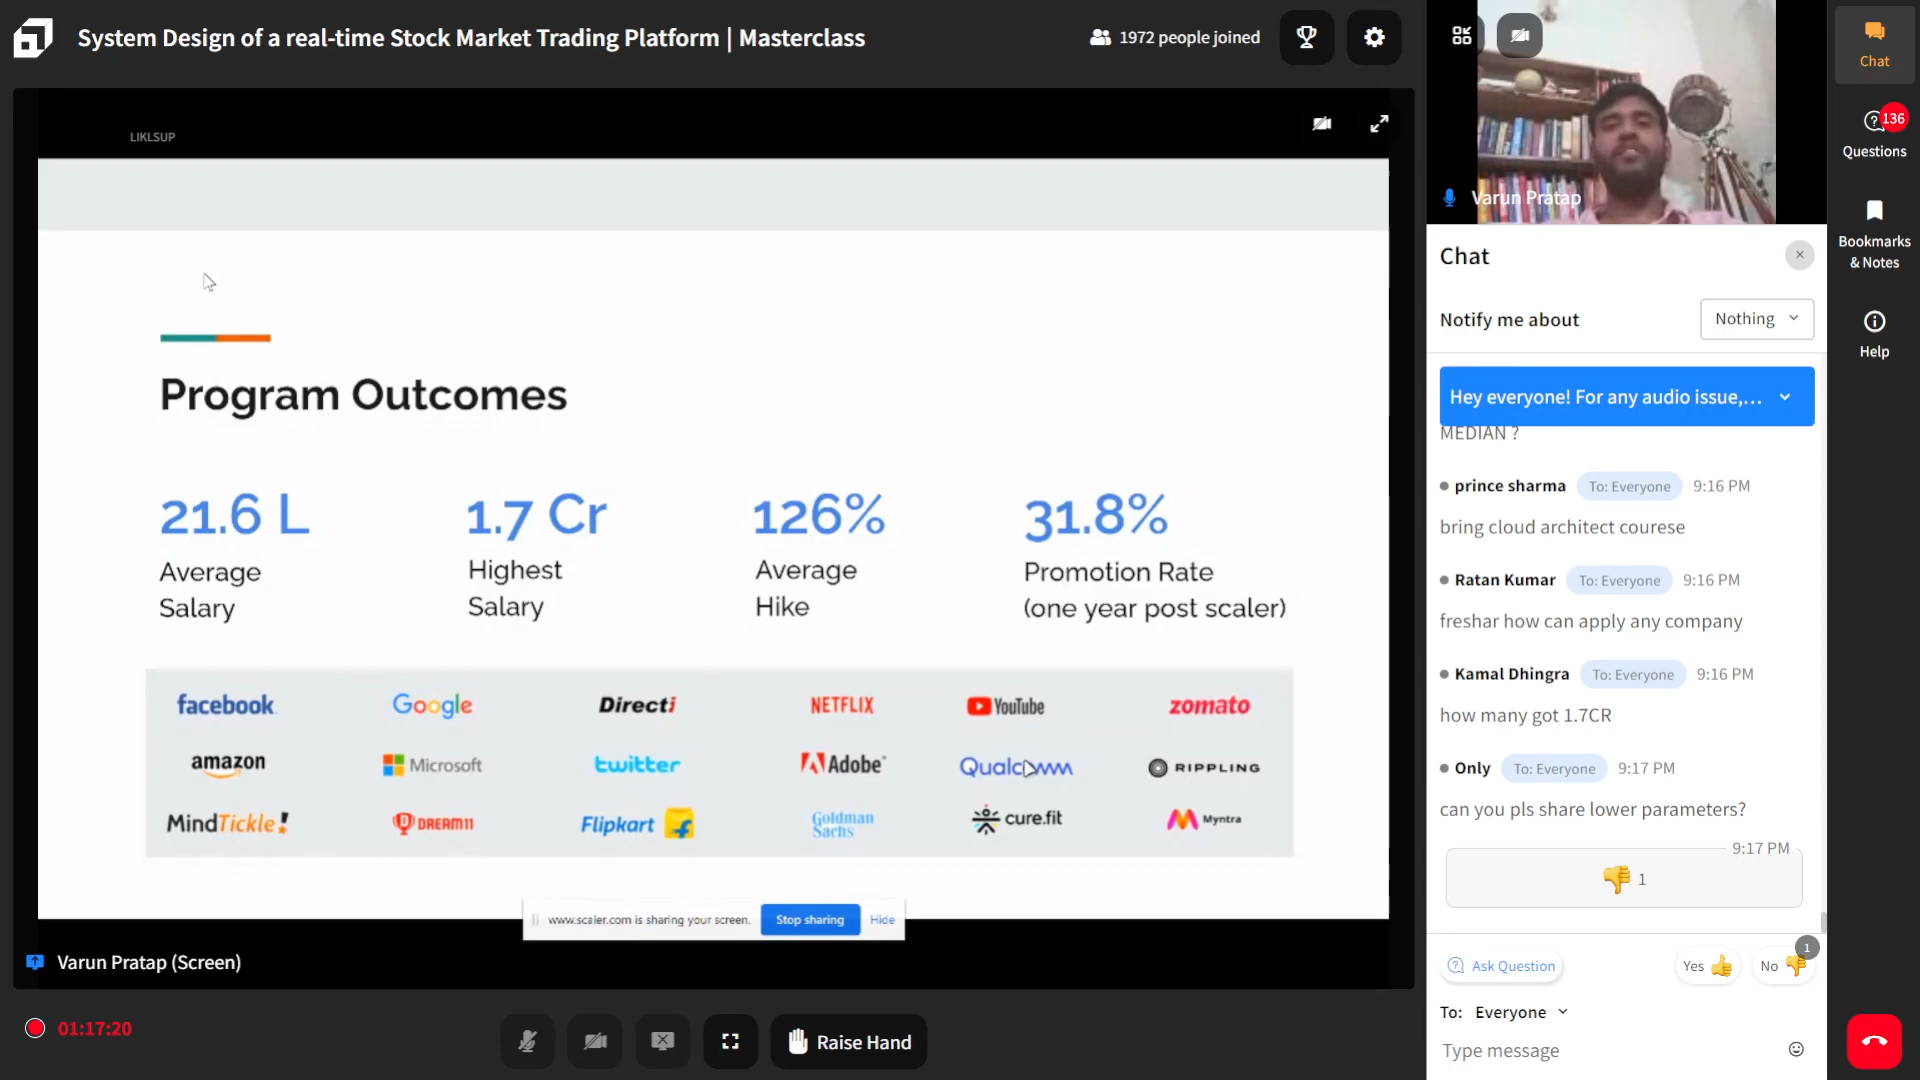 System Design of a real-time Stock Market Trading Platform | Masterclass
1972 people joined
LIKLSUP
Program Outcomes
21.6 L
Average
Salary
1.7 Cr
Highest
Salary
126%
Average
Hike
31.8%
Promotion Rate
(one year post scaler)
facebook
Google
Directi
NETFLIX
YouTube
zomato
amazon
Microsoft
twitter
Adobe
Qualcomm
RIPPLING
MindTickle!
DREAM11
Flipkart
Goldman
Sachs
cure.fit
Myntra
www.scaler.com is sharing your screen.
Stop sharing
Hide
Varun Pratap (Screen)
01:17:20
Raise Hand
Varun Pratap
Chat
Notify me about
Nothing
Hey everyone! For any audio issue,...
MEDIAN ?
prince sharma To: Everyone 9:16 PM
bring cloud architect courese
Ratan Kumar To: Everyone 9:16 PM
freshar how can apply any company
Kamal Dhingra To: Everyone 9:16 PM
how many got 1.7CR
Only To: Everyone 9:17 PM
can you pls share lower parameters?
9:17 PM
1
Ask Question
Yes
No
1
To: Everyone
Type message
Chat
136
Questions
Bookmarks
& Notes
Help